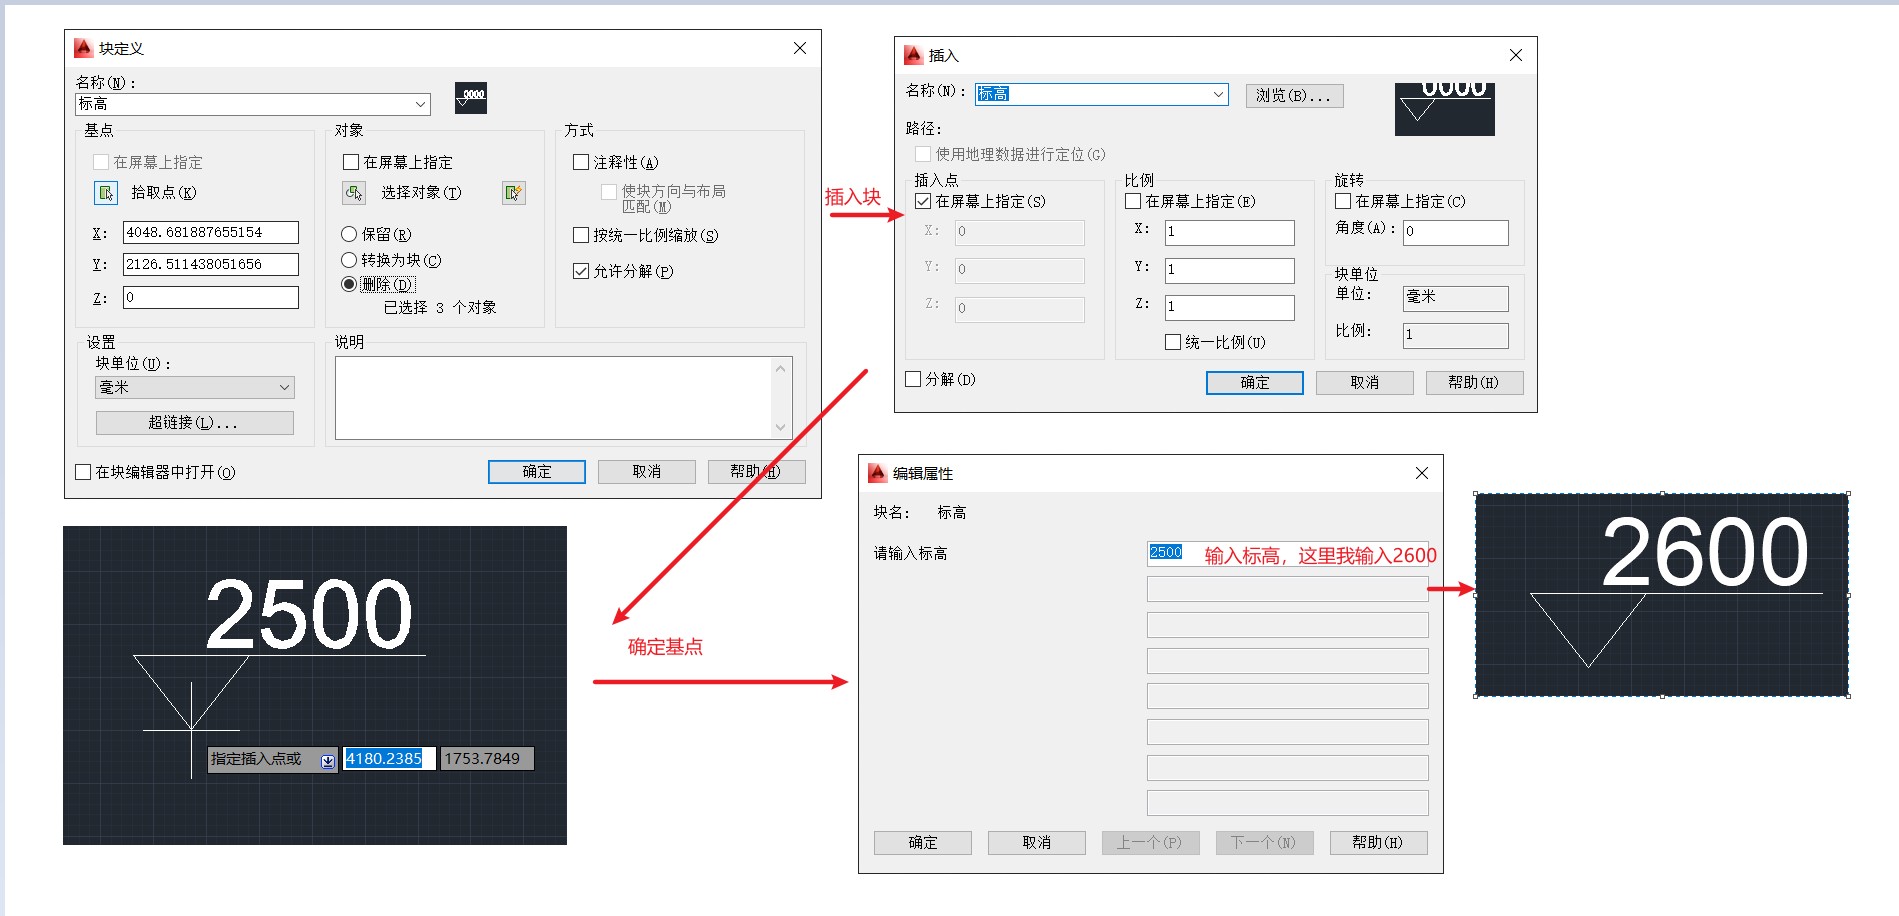 块定义
名称(N):
标高
0000
基点
在屏幕上指定
拾取点(K)
X: 4048.681887655154
Y: 2126.511438051656
Z: 0
对象
在屏幕上指定
选择对象(T)
保留(R)
转换为块(C)
删除(D)
已选择 3 个对象
方式
注释性(A)
使块方向与布局
匹配(M)
按统一比例缩放(S)
允许分解(P)
设置
块单位(U):
毫米
超链接(L)...
说明
在块编辑器中打开(O)
确定 取消 帮助(H)
插入块
插入
名称(N): 标高 浏览(B)...
0000
路径:
使用地理数据进行定位(G)
插入点
在屏幕上指定(S)
X: 0
Y: 0
Z: 0
比例
在屏幕上指定(E)
X: 1
Y: 1
Z: 1
统一比例(U)
旋转
在屏幕上指定(C)
角度(A): 0
块单位
单位: 毫米
比例: 1
分解(D)
确定 取消 帮助(H)
2500
指定插入点或 4180.2385 1753.7849
确定基点
编辑属性
块名: 标高
请输入标高 2500 输入标高，这里我输入2600
确定 取消 上一个(P) 下一个(N) 帮助(H)
2600